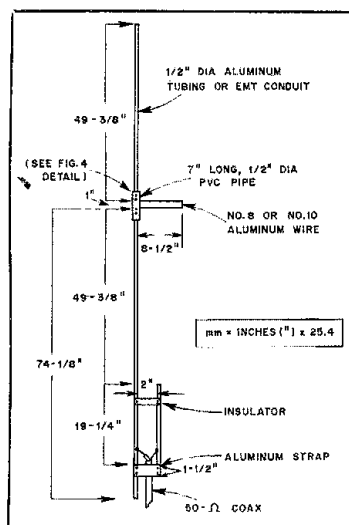 1/2" DIA ALUMINUM
TUBING OR EMT CONDUIT
49-3/8"
(SEE FIG. 4
DETAIL)
7" LONG, 1/2" DIA
PVC PIPE
1"
NO. 8 OR NO. 10
ALUMINUM WIRE
8-1/2"
49-3/8"
mm = INCHES (") x 25.4
74-1/8"
2"
INSULATOR
19-1/4"
ALUMINUM STRAP
1-1/2"
50-Ω COAX